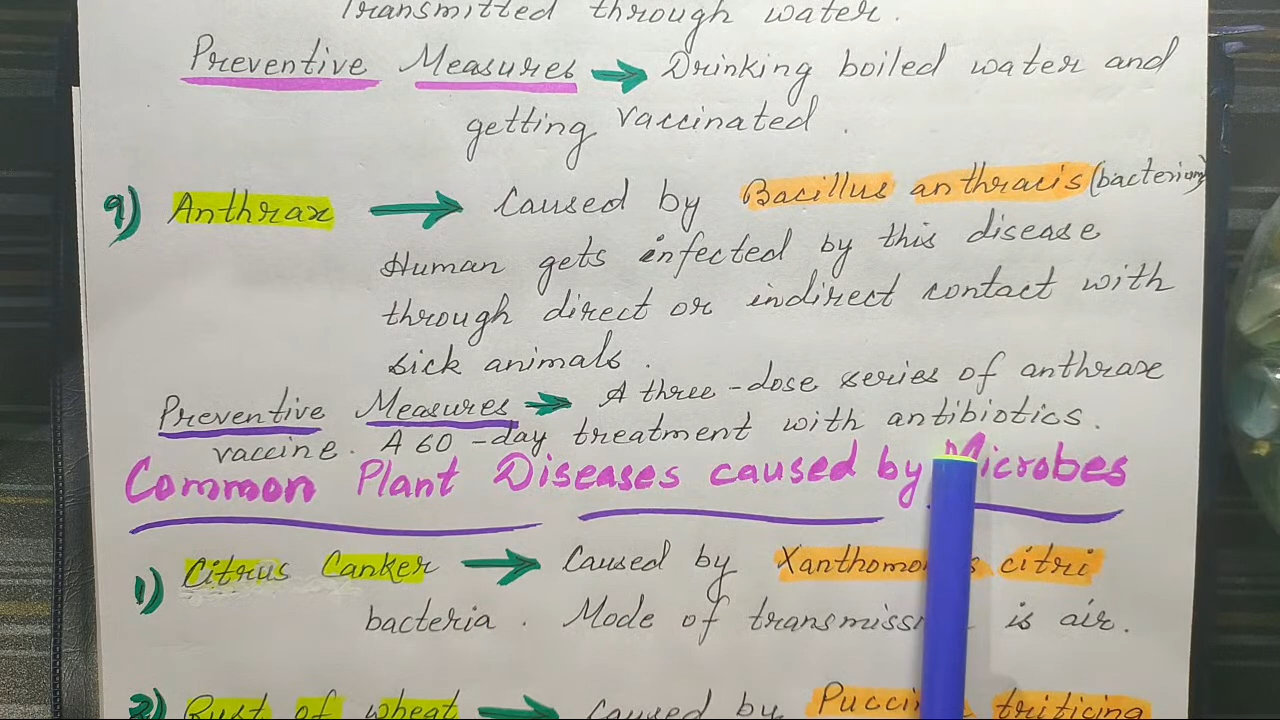 Transmitted through water.
Preventive Measures → Drinking boiled water and
getting vaccinated.
9) Anthrax → Caused by Bacillus anthracis (bacterium)
Human gets infected by this disease
through direct or indirect contact with
sick animals.
Preventive Measures → A three-dose series of anthrax
vaccine. A 60-day treatment with antibiotics.
Common Plant Diseases caused by Microbes
1) Citrus Canker → Caused by citri
bacteria. Mode of is air.
2) Rust of wheat → Caused by